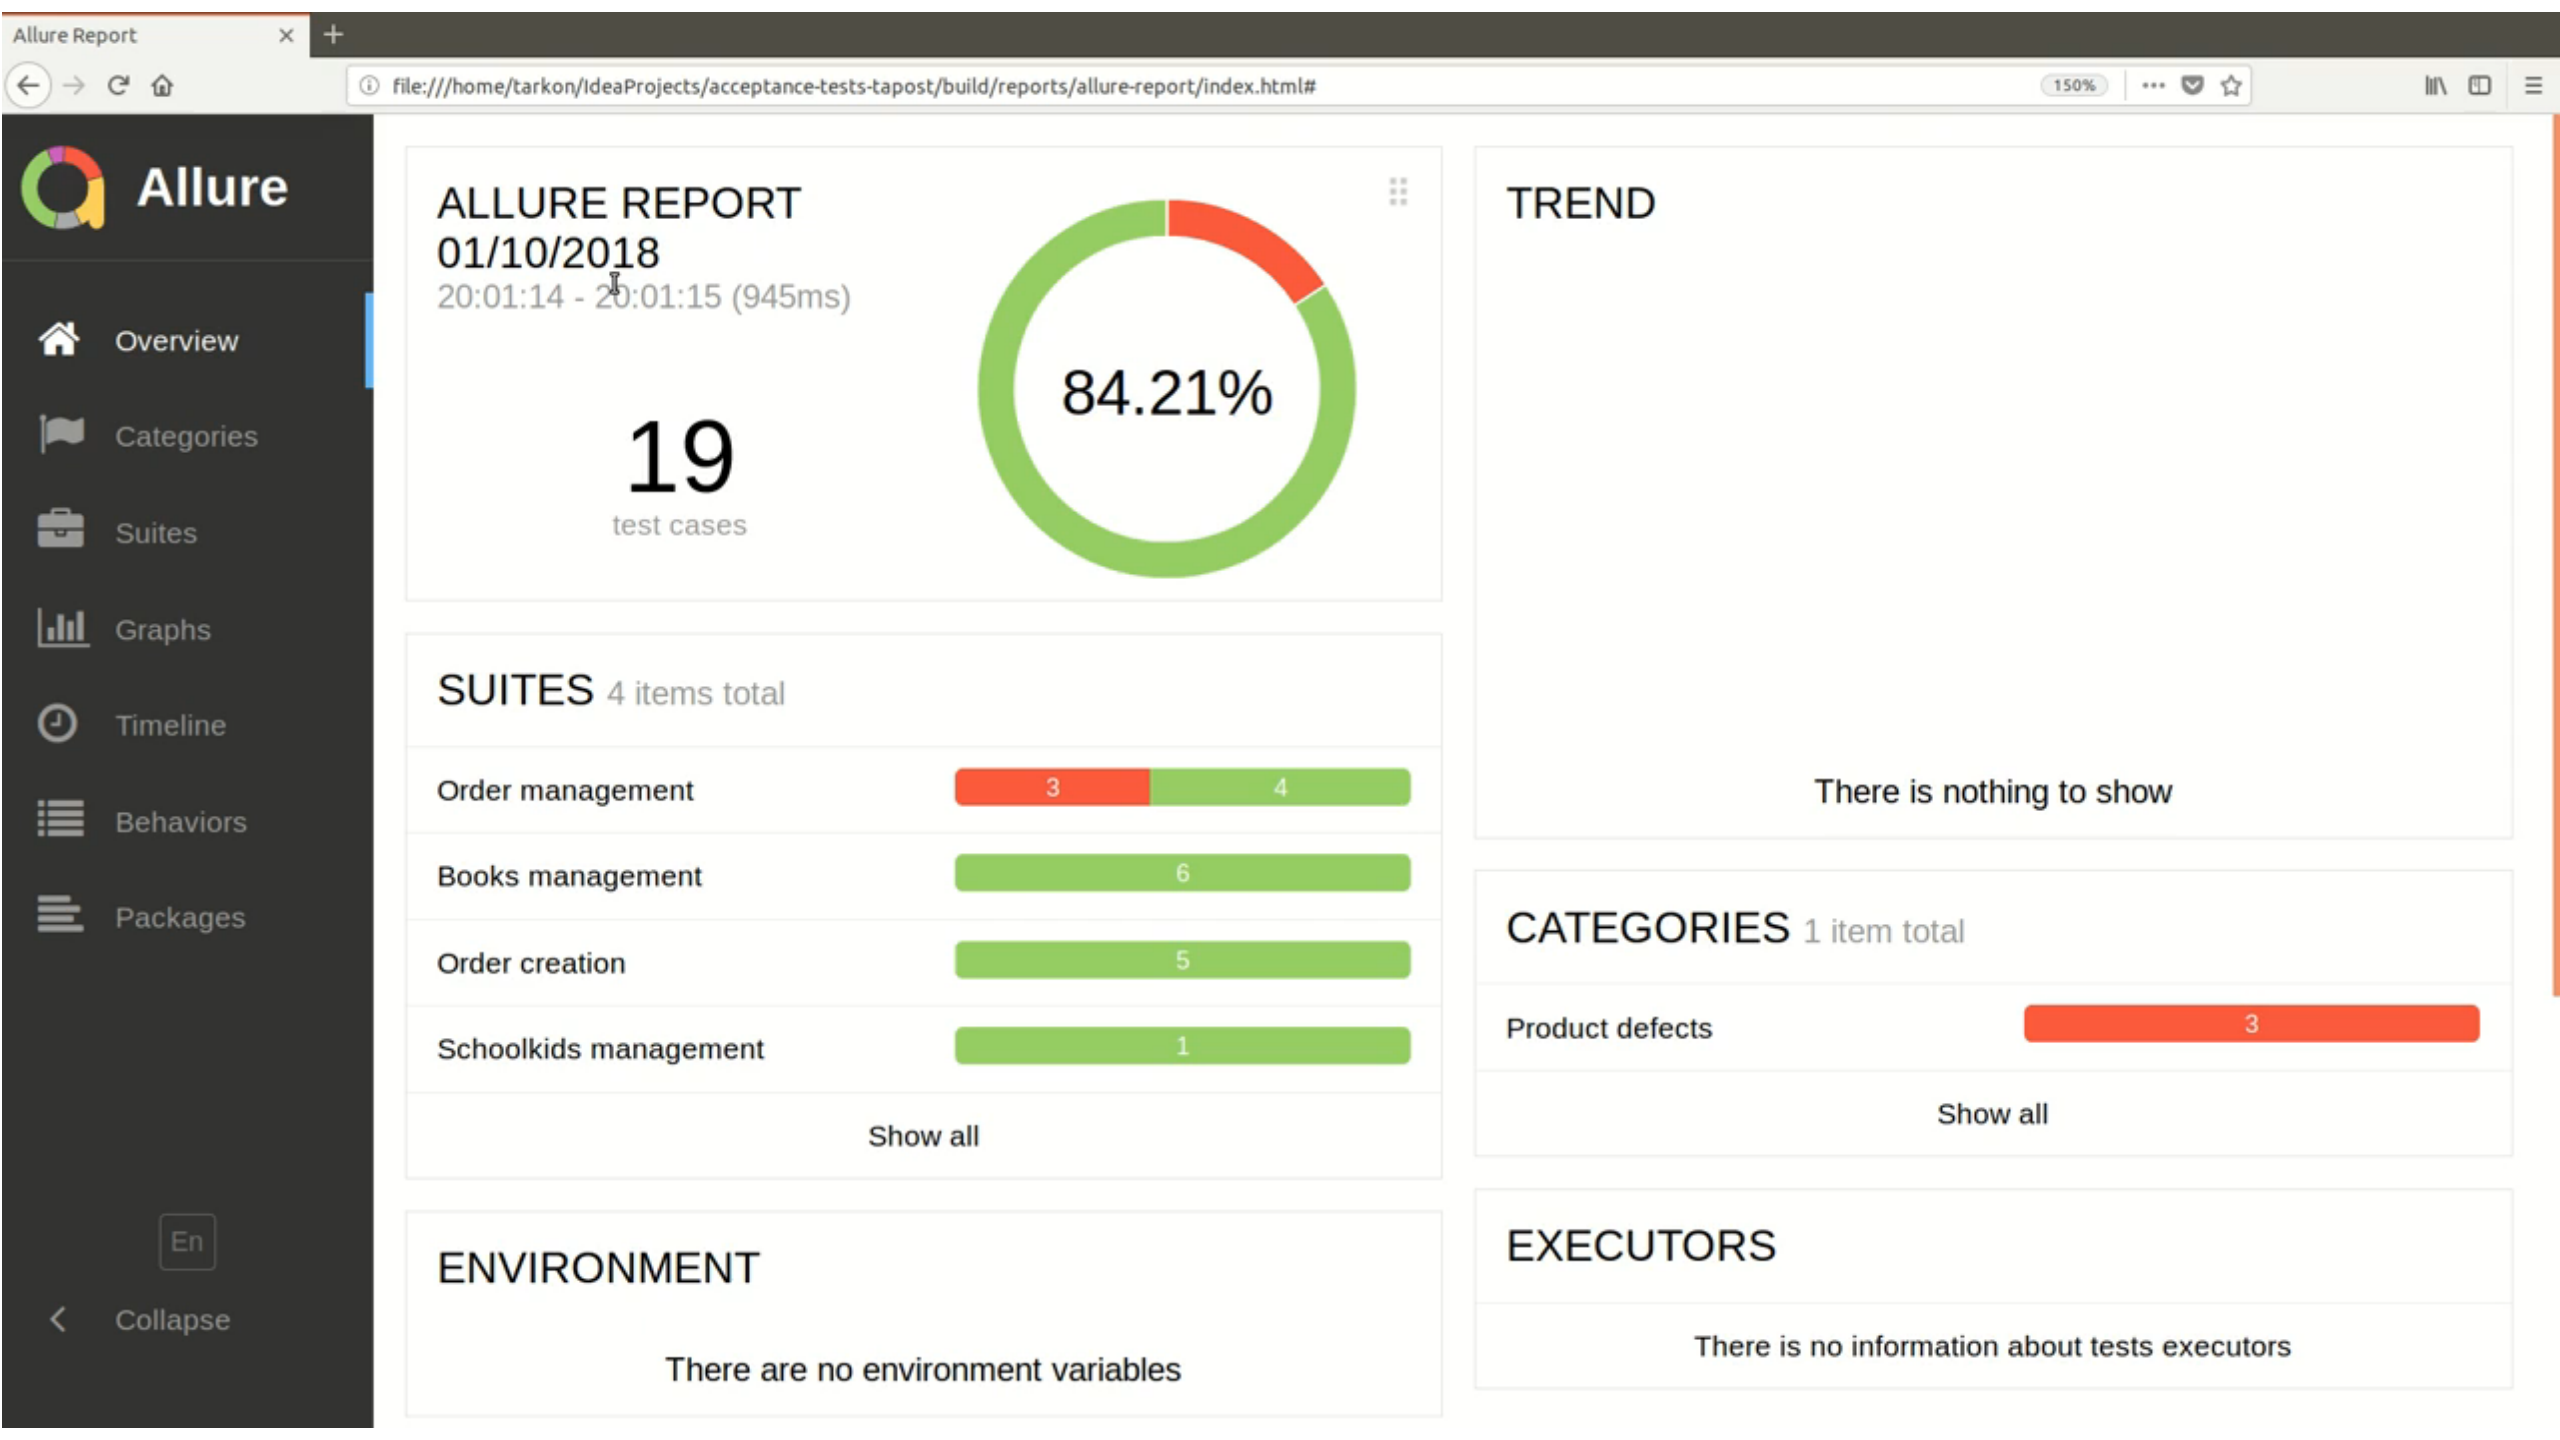 Allure Report
file:///home/tarkon/IdeaProjects/acceptance-tests-tapost/build/reports/allure-report/index.html#
150%
Allure
Overview
Categories
Suites
Graphs
Timeline
Behaviors
Packages
En
Collapse
ALLURE REPORT
01/10/2018
20:01:14 - 20:01:15 (945ms)
19
test cases
84.21%
SUITES 4 items total
Order management 3 4
Books management 6
Order creation 5
Schoolkids management 1
Show all
ENVIRONMENT
There are no environment variables
TREND
There is nothing to show
CATEGORIES 1 item total
Product defects 3
Show all
EXECUTORS
There is no information about tests executors